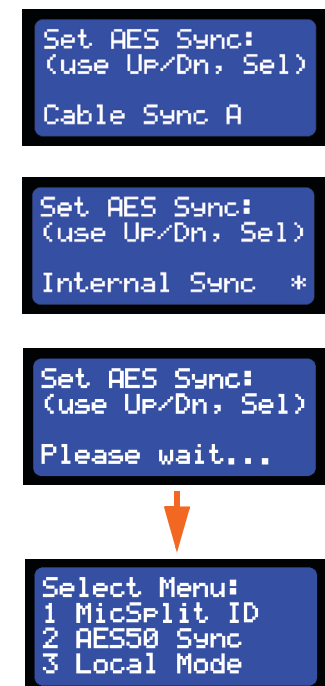 Set AES Sync:
(use Up/Dn, Sel)
Cable Sync A
Set AES Sync:
(use Up/Dn, Sel)
Internal Sync *
Set AES Sync:
(use Up/Dn, Sel)
Please wait...
Select Menu:
1 MicSplit ID
2 AES50 Sync
3 Local Mode